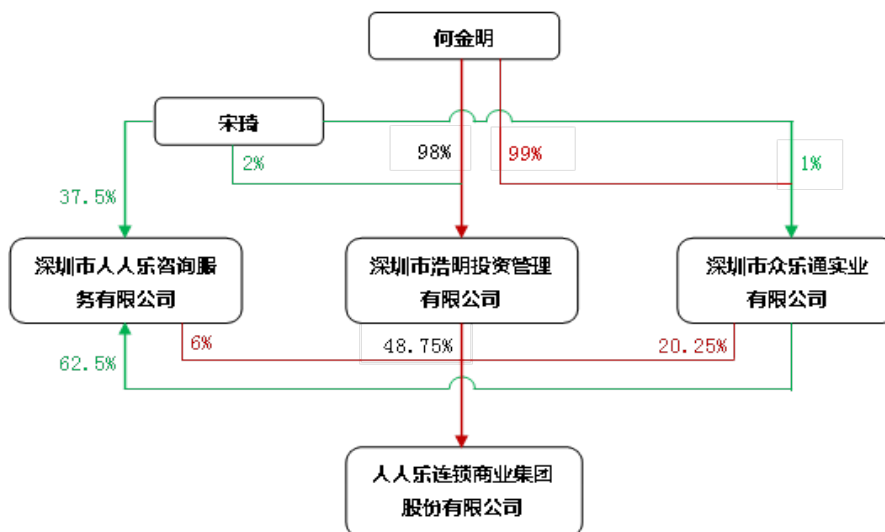 何金明
宋琦
98%
99%
2%
1%
37.5%
深圳市人人乐咨询服
务有限公司
深圳市浩明投资管理
有限公司
深圳市众乐通实业
有限公司
6%
48.75%
20.25%
62.5%
人人乐连锁商业集团
股份有限公司